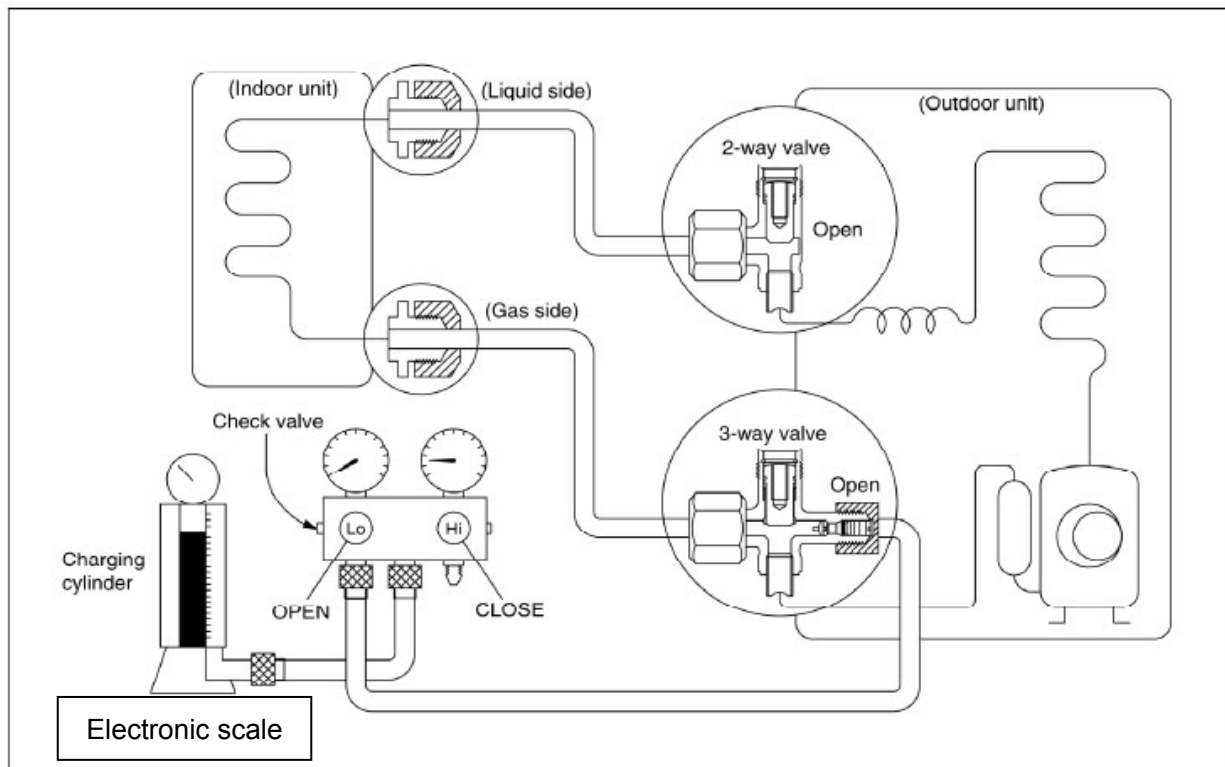 (Indoor unit)
(Liquid side)
(Outdoor unit)
2-way valve
Open
(Gas side)
Check valve
3-way valve
Open
Lo
Hi
Charging
cylinder
OPEN
CLOSE
Electronic scale